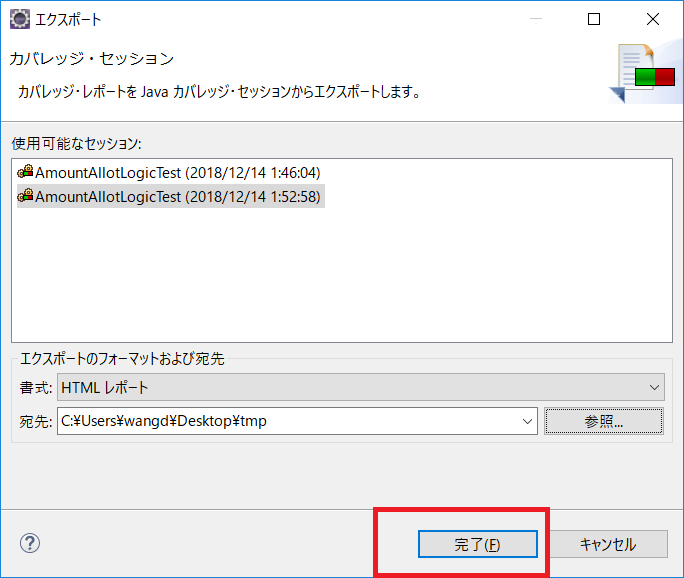 エクスポート
カバレッジ・セッション
カバレッジ・レポートを Java カバレッジ・セッションからエクスポートします。
使用可能なセッション:
AmountAllotLogicTest (2018/12/14 1:46:04)
AmountAllotLogicTest (2018/12/14 1:52:58)
エクスポートのフォーマットおよび宛先
書式: HTML レポート
宛先: C:¥Users¥wangd¥Desktop¥tmp 参照...
? 完了(F) キャンセル